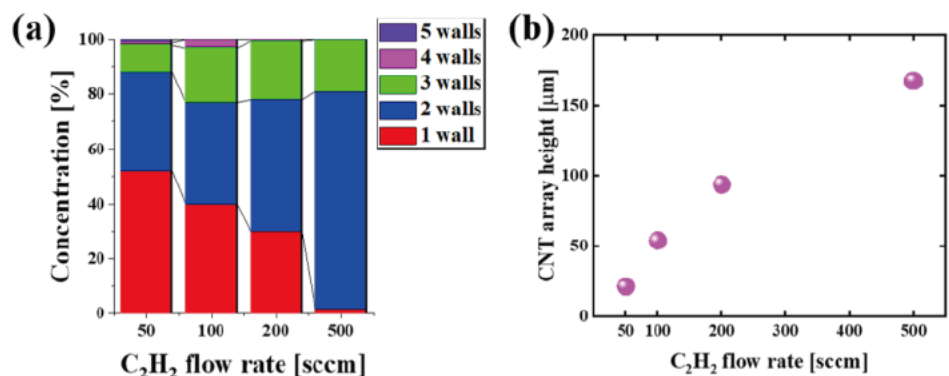 (a)
Concentration [%]
100
80
60
40
20
0
50 100 200 500
C₂H₂ flow rate [sccm]
5 walls
4 walls
3 walls
2 walls
1 wall
(b)
CNT array height [μm]
200
150
100
50
0
50 100 200 300 400 500
C₂H₂ flow rate [sccm]